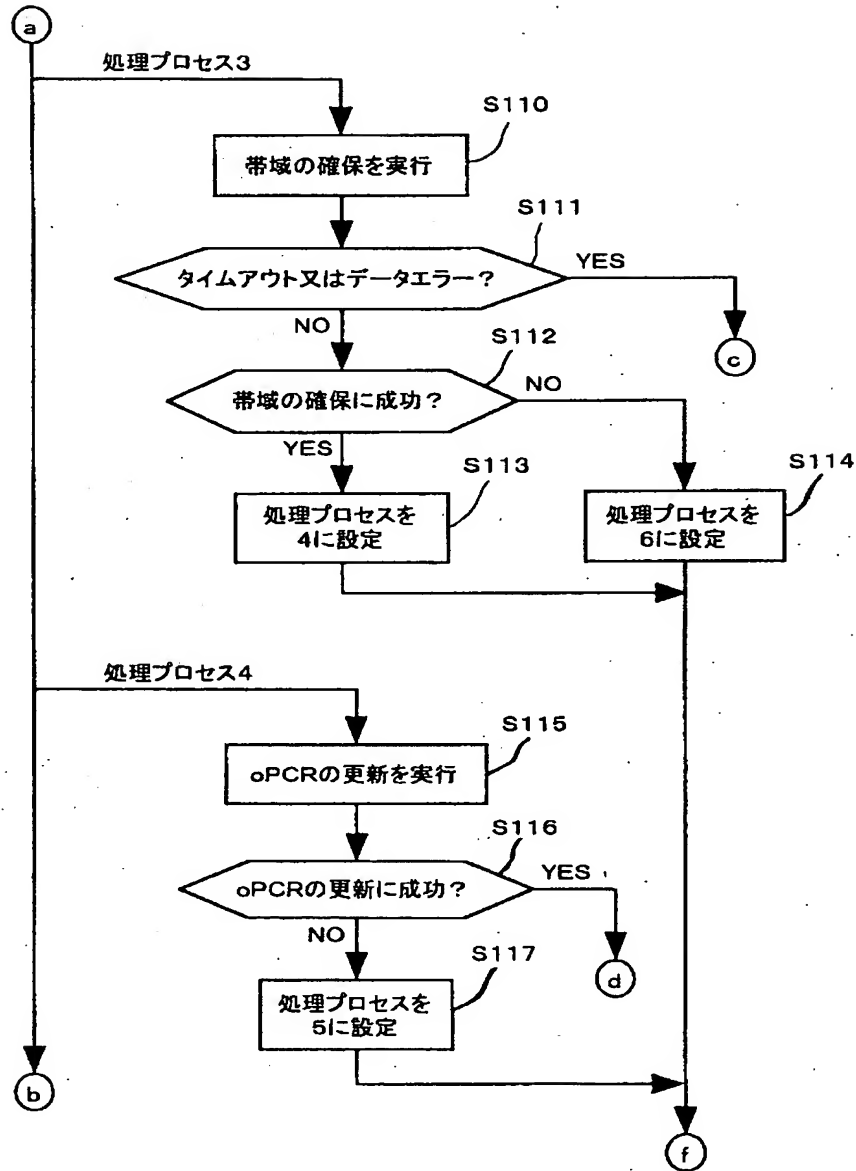 a
処理プロセス3
S110
帯域の確保を実行
S111
タイムアウト又はデータエラー?
YES
NO
c
S112
帯域の確保に成功?
NO
YES
S113
処理プロセスを
4に設定
S114
処理プロセスを
6に設定
処理プロセス4
S115
oPCRの更新を実行
S116
oPCRの更新に成功?
YES
NO
d
S117
処理プロセスを
5に設定
b
f